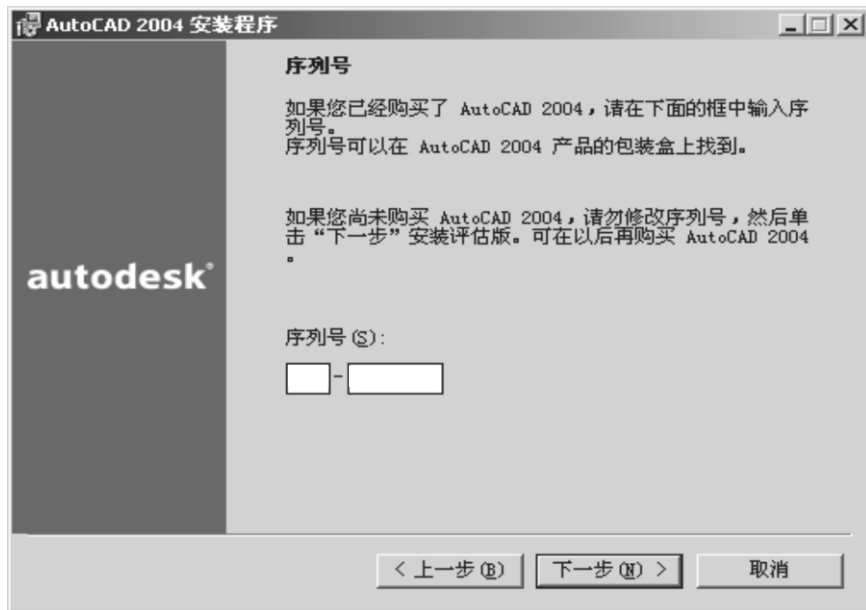 AutoCAD 2004 安装程序
序列号
如果您已经购买了 AutoCAD 2004,请在下面的框中输入序
列号。
序列号可以在 AutoCAD 2004 产品的包装盒上找到。
如果您尚未购买 AutoCAD 2004,请勿修改序列号,然后单
击“下一步”安装评估版。可在以后再购买 AutoCAD 2004
。
autodesk®
序列号(S):
-
< 上一步(B)
下一步(N) >
取消